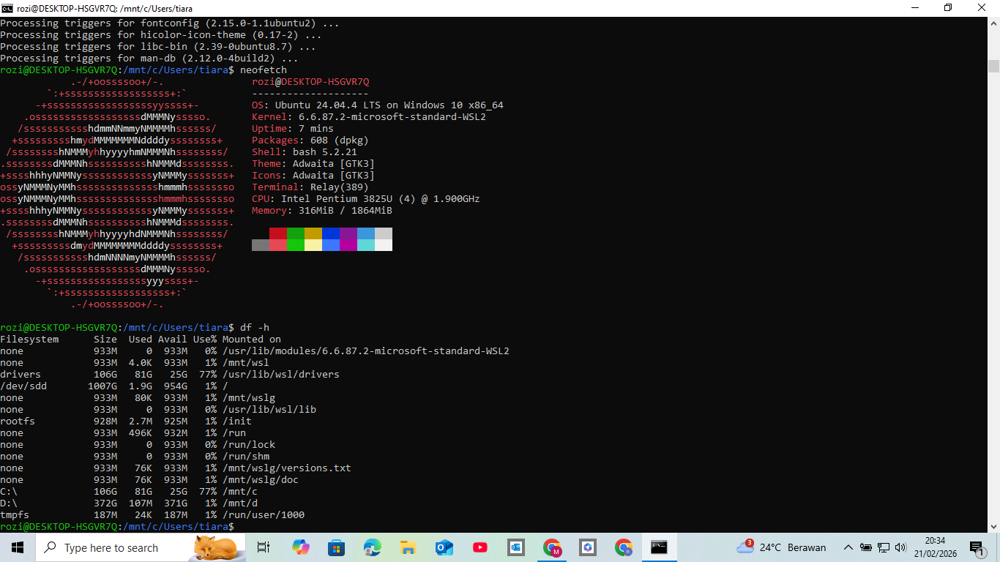 rozi@DESKTOP-HSGVR7Q: /mnt/c/Users/tiara
Processing triggers for fontconfig (2.15.0-1.1ubuntu2) ...
Processing triggers for hicolor-icon-theme (0.17-2) ...
Processing triggers for libc-bin (2.39-0ubuntu8.7) ...
Processing triggers for man-db (2.12.0-4build2) ...
rozi@DESKTOP-HSGVR7Q:/mnt/c/Users/tiara$ neofetch
            .-/+oossssoo+/-.               rozi@DESKTOP-HSGVR7Q
        `:+ssssssssssssssssss+:`           --------------------
      -+ssssssssssssssssssyyssss+-         OS: Ubuntu 24.04.4 LTS on Windows 10 x86_64
    .ossssssssssssssssssdMMMNysssso.       Kernel: 6.6.87.2-microsoft-standard-WSL2
   /ssssssssssshdmmNNmmyNMMMMhssssss/      Uptime: 7 mins
  +ssssssssshmydMMMMMMMNddddyssssssss+     Packages: 608 (dpkg)
 /sssssssshNMMMyhhyyyyhmNMMMNhssssssss/    Shell: bash 5.2.21
.ssssssssdMMMNhsssssssssshNMMMdssssssss.   Theme: Adwaita [GTK3]
+sssshhhyNMMNyssssssssssssyNMMMysssssss+   Icons: Adwaita [GTK3]
ossyNMMMNyMMhsssssssssssssshmmmhssssssso   Terminal: Relay(389)
ossyNMMMNyMMhsssssssssssssshmmmhssssssso   CPU: Intel Pentium 3825U (4) @ 1.900GHz
+sssshhhyNMMNyssssssssssssyNMMMysssssss+   Memory: 316MiB / 1864MiB
.ssssssssdMMMNhsssssssssshNMMMdssssssss.
 /sssssssshNMMMyhhyyyyhdNMMMNhssssssss/
  +sssssssssdmydMMMMMMMMddddyssssssss+
   /ssssssssssshdmNNNNmyNMMMMhssssss/
    .ossssssssssssssssssdMMMNysssso.
      -+sssssssssssssssssyyyssss+-
        `:+ssssssssssssssssss+:`
            .-/+oossssoo+/-.
rozi@DESKTOP-HSGVR7Q:/mnt/c/Users/tiara$ df -h
Filesystem      Size  Used Avail Use% Mounted on
none            933M     0  933M   0% /usr/lib/modules/6.6.87.2-microsoft-standard-WSL2
none            933M  4.0K  933M   1% /mnt/wsl
drivers         106G   81G   25G  77% /usr/lib/wsl/drivers
/dev/sdd       1007G  1.9G  954G   1% /
none            933M   80K  933M   1% /mnt/wslg
none            933M     0  933M   0% /usr/lib/wsl/lib
rootfs          928M  2.7M  925M   1% /init
none            933M  496K  932M   1% /run
none            933M     0  933M   0% /run/lock
none            933M     0  933M   0% /run/shm
none            933M   76K  933M   1% /mnt/wslg/versions.txt
none            933M   76K  933M   1% /mnt/wslg/doc
C:\             106G   81G   25G  77% /mnt/c
D:\             372G  107M  371G   1% /mnt/d
tmpfs           187M   24K  187M   1% /run/user/1000
rozi@DESKTOP-HSGVR7Q:/mnt/c/Users/tiara$
Type here to search
M
R
3
24°C Berawan
20:34
21/02/2026
1